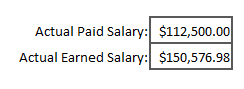 Actual Paid Salary: $112,500.00
Actual Earned Salary: $150,576.98